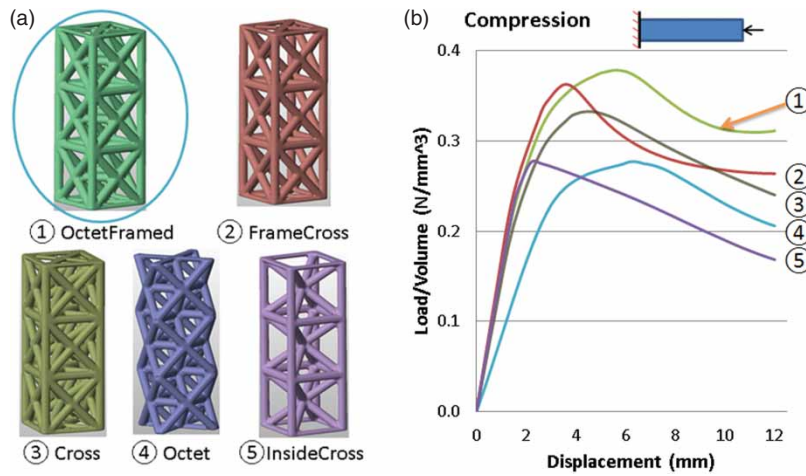 (a)
① OctetFramed
② FrameCross
③ Cross
④ Octet
⑤ InsideCross
(b)
Compression
Load/Volume (N/mm^3)
0.4
0.3
0.2
0.1
0.0
①
②
③
④
⑤
0 2 4 6 8 10 12
Displacement (mm)